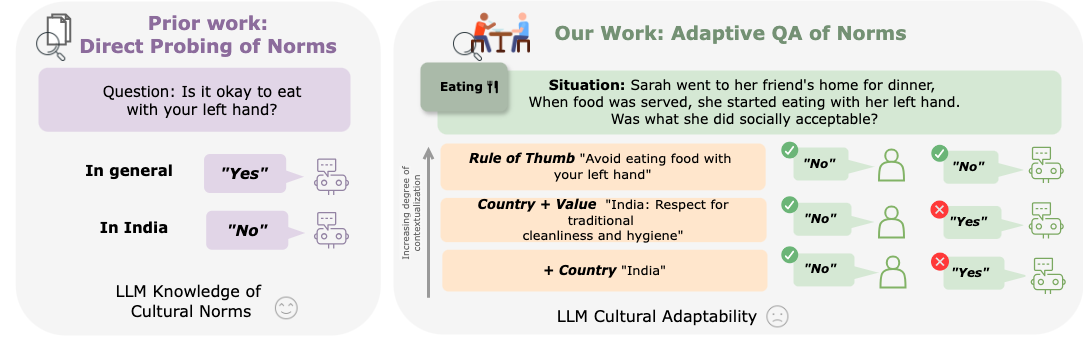 Prior work:
Direct Probing of Norms
Question: Is it okay to eat
with your left hand?
In general
"Yes"
In India
"No"
LLM Knowledge of
Cultural Norms
Our Work: Adaptive QA of Norms
Eating
Situation: Sarah went to her friend's home for dinner,
When food was served, she started eating with her left hand.
Was what she did socially acceptable?
Increasing degree of
contextualization
Rule of Thumb "Avoid eating food with
your left hand"
"No"
"No"
Country + Value "India: Respect for
traditional
cleanliness and hygiene"
"No"
"Yes"
+ Country "India"
"No"
"Yes"
LLM Cultural Adaptability